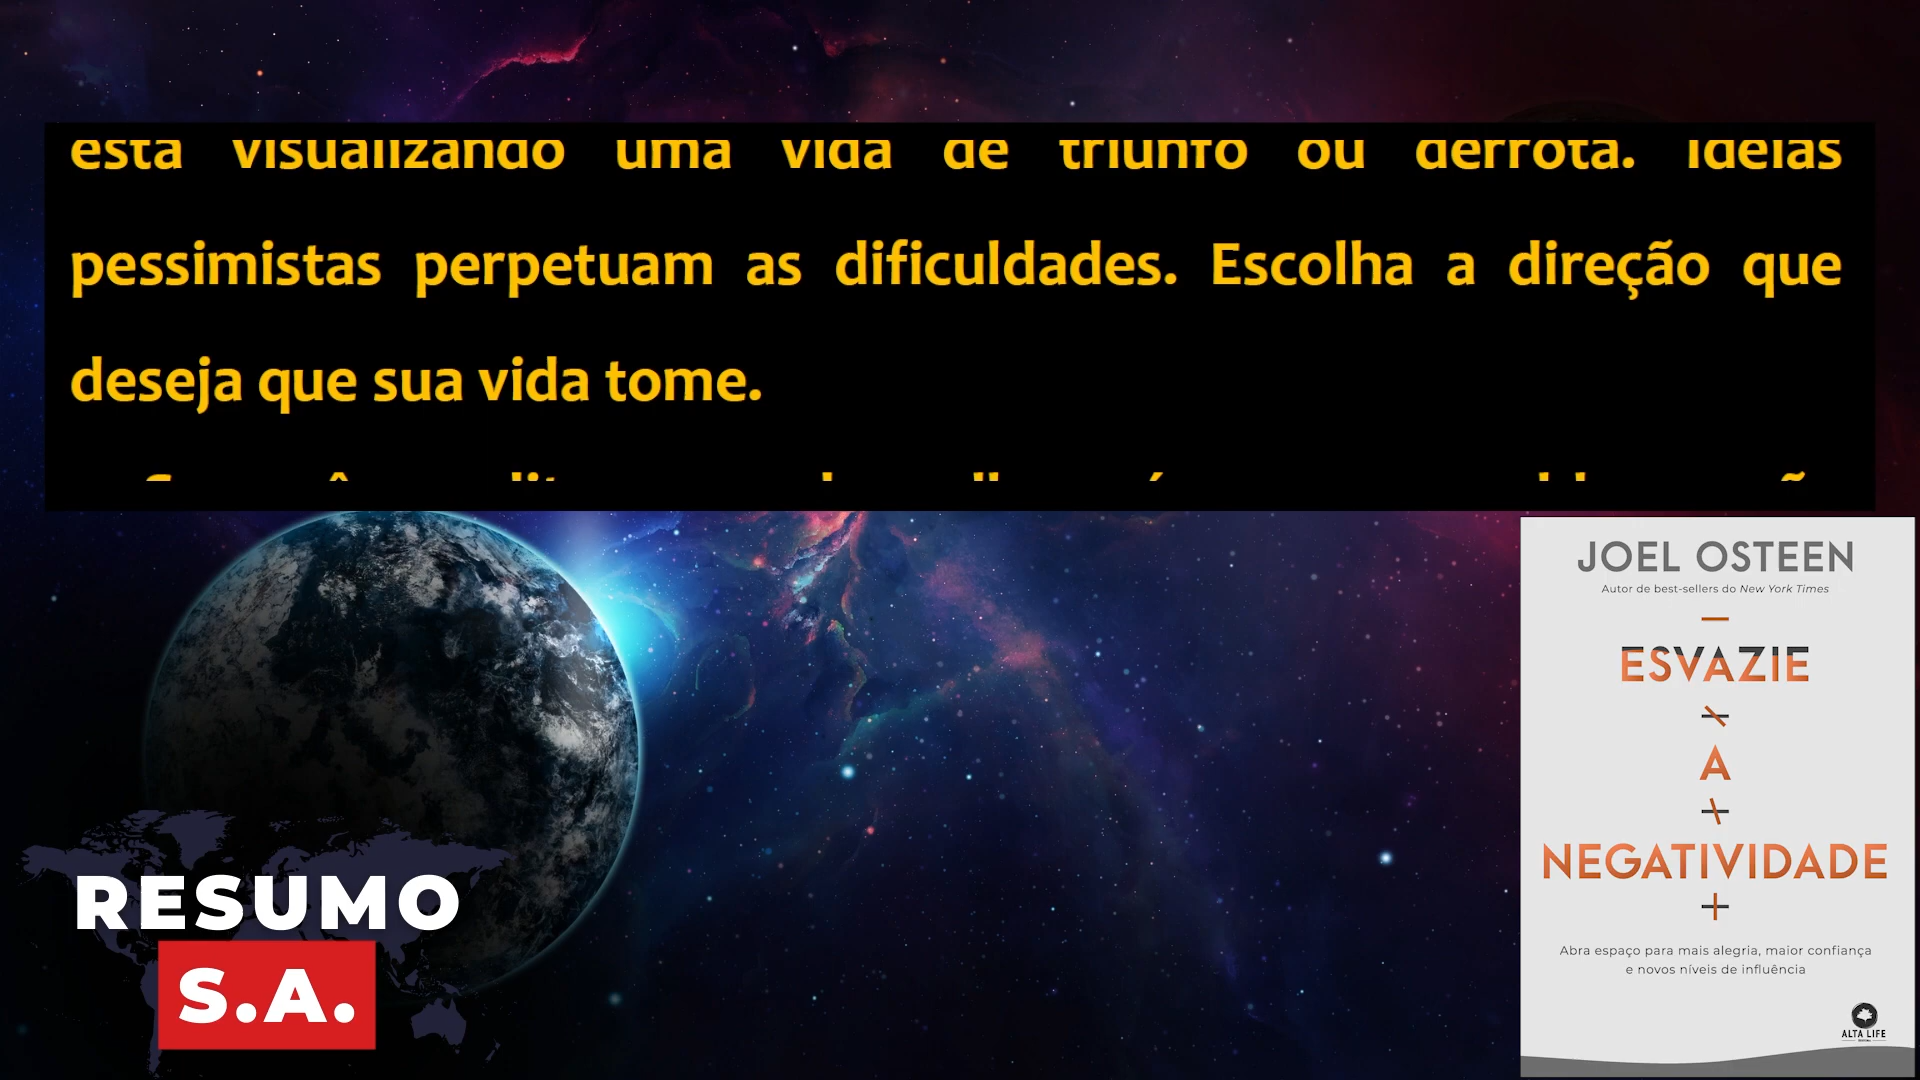 está visualizando uma vida de triunfo ou derrota. Ideias
pessimistas perpetuam as dificuldades. Escolha a direção que
deseja que sua vida tome.
JOEL OSTEEN
Autor de best-sellers do New York Times
ESVAZIE
A
NEGATIVIDADE
Abra espaço para mais alegria, maior confiança
e novos níveis de influência
ALTA LIFE
RESUMO
S.A.